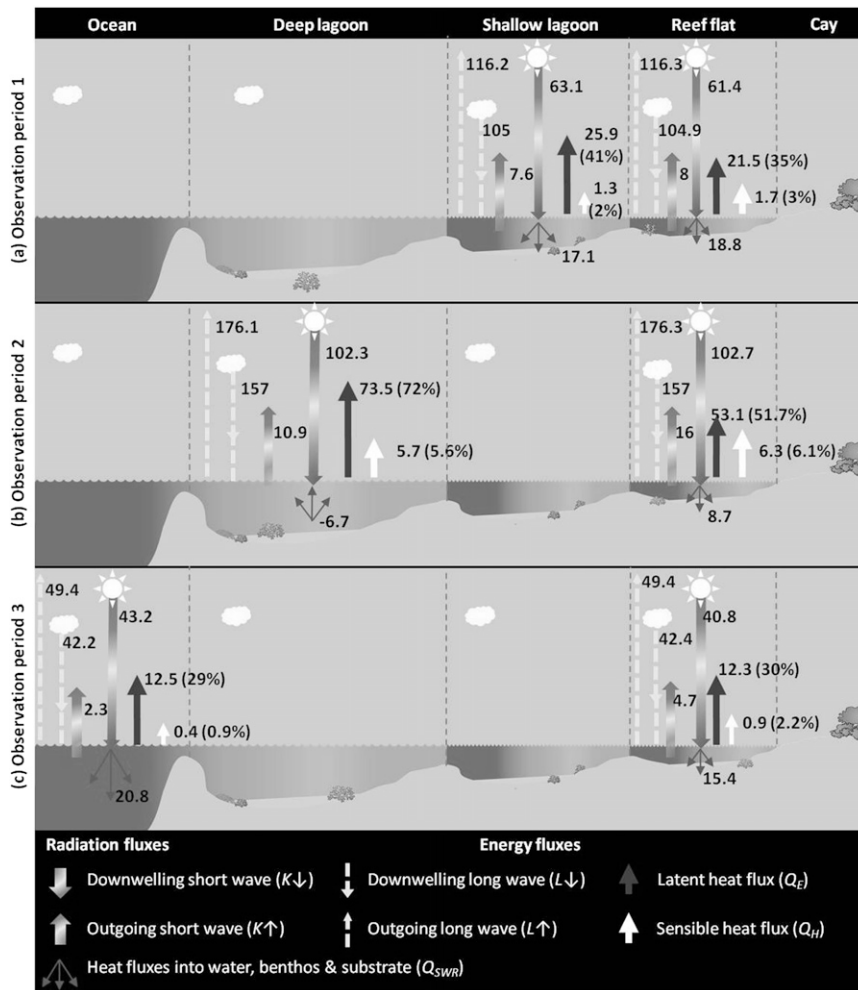 Ocean
Deep lagoon
Shallow lagoon
Reef flat
Cay
(a) Observation period 1
116.2
63.1
105
7.6
25.9
(41%)
1.3
(2%)
17.1
116.3
61.4
104.9
8
21.5 (35%)
1.7 (3%)
18.8
(b) Observation period 2
176.1
102.3
157
10.9
73.5 (72%)
5.7 (5.6%)
-6.7
176.3
102.7
157
16
53.1 (51.7%)
6.3 (6.1%)
8.7
(c) Observation period 3
49.4
43.2
42.2
2.3
12.5 (29%)
0.4 (0.9%)
20.8
49.4
40.8
42.4
4.7
12.3 (30%)
0.9 (2.2%)
15.4
Radiation fluxes
Energy fluxes
Downwelling short wave (K↓)
Downwelling long wave (L↓)
Latent heat flux (QE)
Outgoing short wave (K↑)
Outgoing long wave (L↑)
Sensible heat flux (QH)
Heat fluxes into water, benthos & substrate (QSWR)